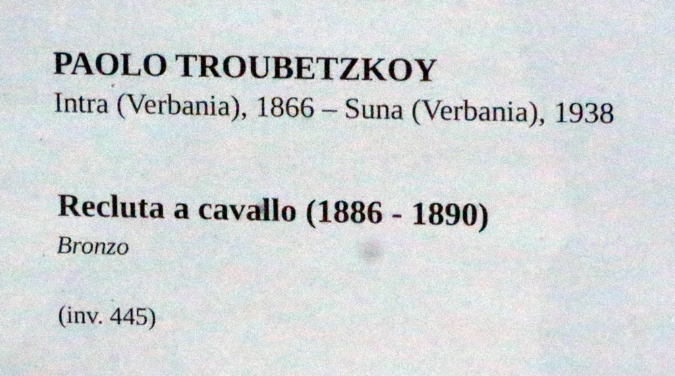 PAOLO TROUBETZKOY
Intra (Verbania), 1866 – Suna (Verbania), 1938
Recluta a cavallo (1886 - 1890)
Bronzo
(inv. 445)